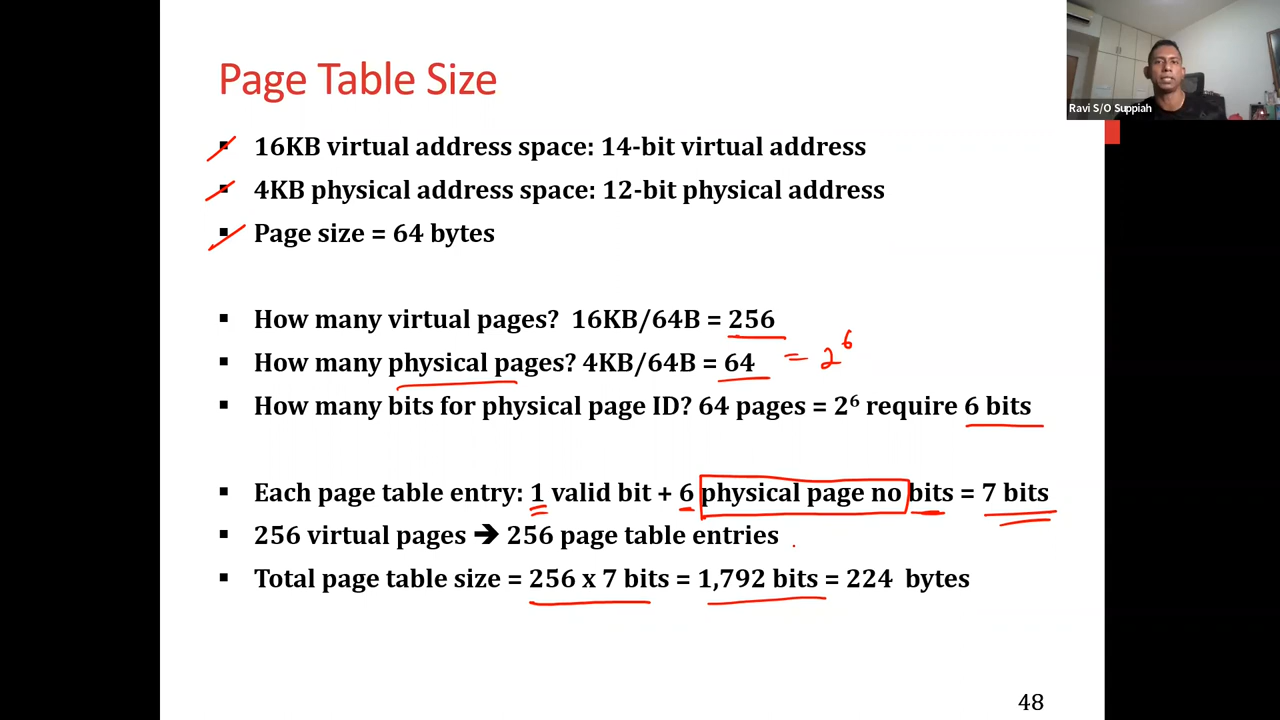 Page Table Size
Ravi S/O Suppiah
▪ 16KB virtual address space: 14-bit virtual address
▪ 4KB physical address space: 12-bit physical address
▪ Page size = 64 bytes
▪ How many virtual pages? 16KB/64B = 256
▪ How many physical pages? 4KB/64B = 64 = 2⁶
▪ How many bits for physical page ID? 64 pages = 2⁶ require 6 bits
▪ Each page table entry: 1 valid bit + 6 physical page no bits = 7 bits
▪ 256 virtual pages ➔ 256 page table entries
▪ Total page table size = 256 x 7 bits = 1,792 bits = 224 bytes
48